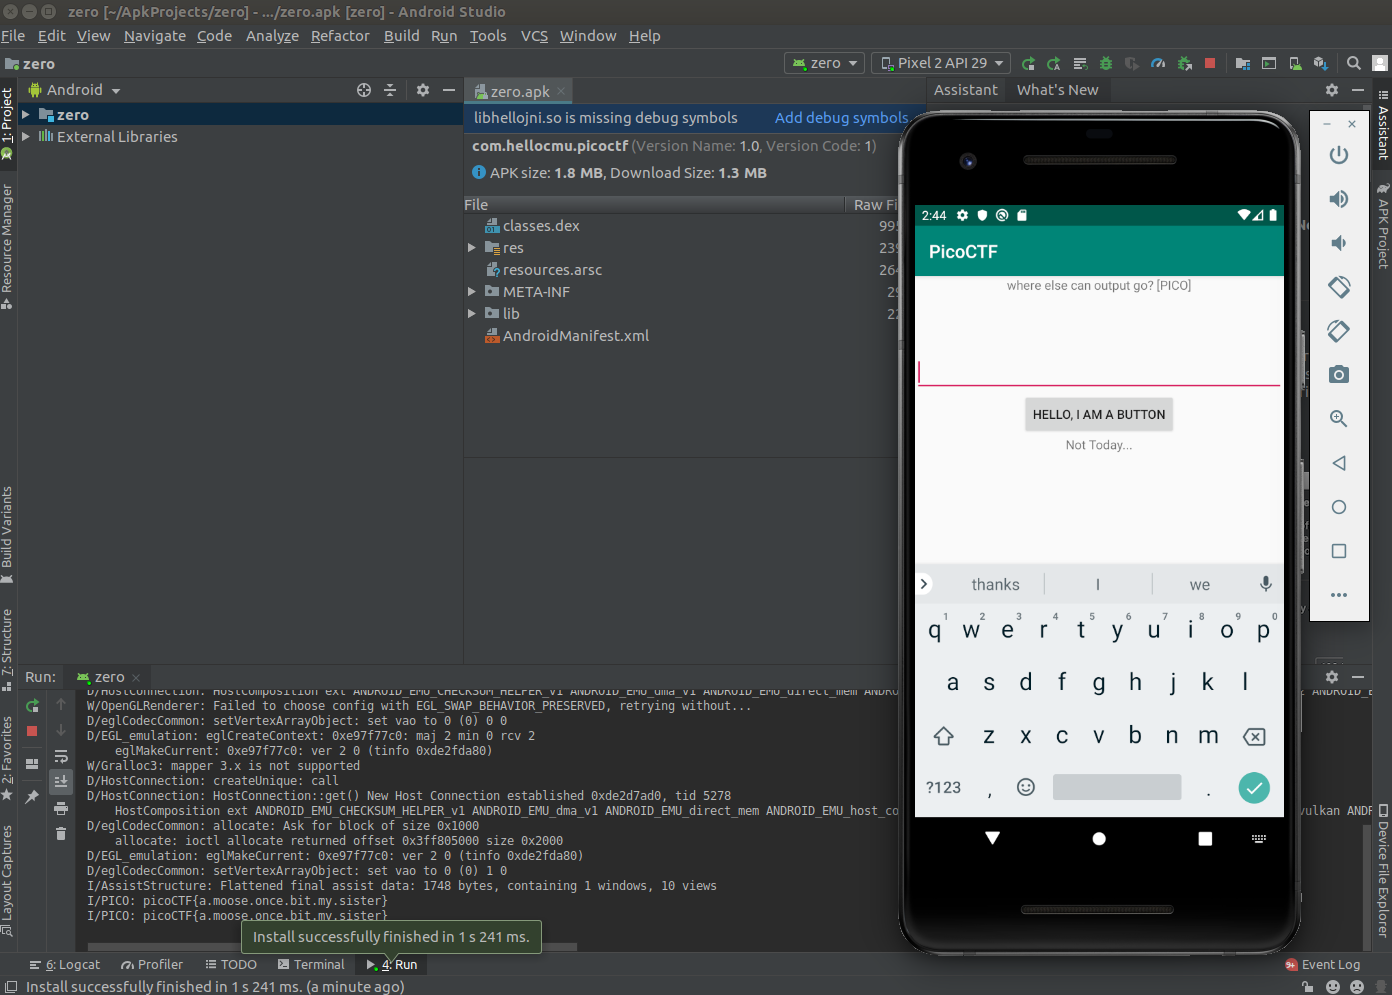 zero [~/ApkProjects/zero] - .../zero.apk [zero] - Android Studio
File Edit View Navigate Code Analyze Refactor Build Run Tools VCS Window Help
zero
zero
Pixel 2 API 29
1: Project
Resource Manager
Build Variants
7: Structure
2: Favorites
Layout Captures
Android
zero
External Libraries
zero.apk
libhellojni.so is missing debug symbols Add debug symbols
com.hellocmu.picoctf (Version Name: 1.0, Version Code: 1)
APK size: 1.8 MB, Download Size: 1.3 MB
File Raw Fi
classes.dex 995
res 239
resources.arsc 264
META-INF
lib
AndroidManifest.xml
Assistant What's New
Assistant
APK Project
Device File Explorer
2:44
PicoCTF
where else can output go? [PICO]
HELLO, I AM A BUTTON
Not Today...
thanks I we
1 2 3 4 5 6 7 8 9 0
q w e r t y u i o p
a s d f g h j k l
z x c v b n m
?123 , .
Run: zero
D/HostConnection: HostComposition ext ANDROID_EMU_CHECKSUM_HELPER_v1 ANDROID_EMU_dma_v1 ANDROID_EMU_direct_mem ANDRO
W/OpenGLRenderer: Failed to choose config with EGL_SWAP_BEHAVIOR_PRESERVED, retrying without...
D/eglCodecCommon: setVertexArrayObject: set vao to 0 (0) 0 0
D/EGL_emulation: eglCreateContext: 0xe97f77c0: maj 2 min 0 rcv 2
eglMakeCurrent: 0xe97f77c0: ver 2 0 (tinfo 0xde2fda80)
W/Gralloc3: mapper 3.x is not supported
D/HostConnection: createUnique: call
D/HostConnection: HostConnection::get() New Host Connection established 0xde2d7ad0, tid 5278
HostComposition ext ANDROID_EMU_CHECKSUM_HELPER_v1 ANDROID_EMU_dma_v1 ANDROID_EMU_direct_mem ANDROID_EMU_host_co vulkan ANDR
D/eglCodecCommon: allocate: Ask for block of size 0x1000
allocate: ioctl allocate returned offset 0x3ff805000 size 0x2000
D/EGL_emulation: eglMakeCurrent: 0xe97f77c0: ver 2 0 (tinfo 0xde2fda80)
D/eglCodecCommon: setVertexArrayObject: set vao to 0 (0) 1 0
I/AssistStructure: Flattened final assist data: 1748 bytes, containing 1 windows, 10 views
I/PICO: picoCTF{a.moose.once.bit.my.sister}
I/PICO: picoCTF{a.moose.once.bit.my.sister}
Install successfully finished in 1 s 241 ms.
6: Logcat Profiler TODO Terminal 4: Run 9+ Event Log
Install successfully finished in 1 s 241 ms. (a minute ago)